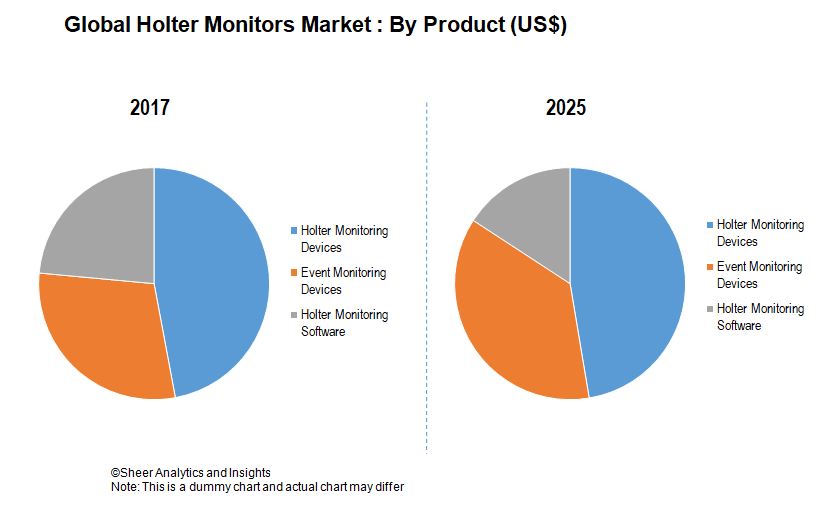 Global Holter Monitors Market : By Product (US$)
2017
Holter Monitoring
Devices
Event Monitoring
Devices
Holter Monitoring
Software
2025
Holter Monitoring
Devices
Event Monitoring
Devices
Holter Monitoring
Software
©Sheer Analytics and Insights
Note: This is a dummy chart and actual chart may differ